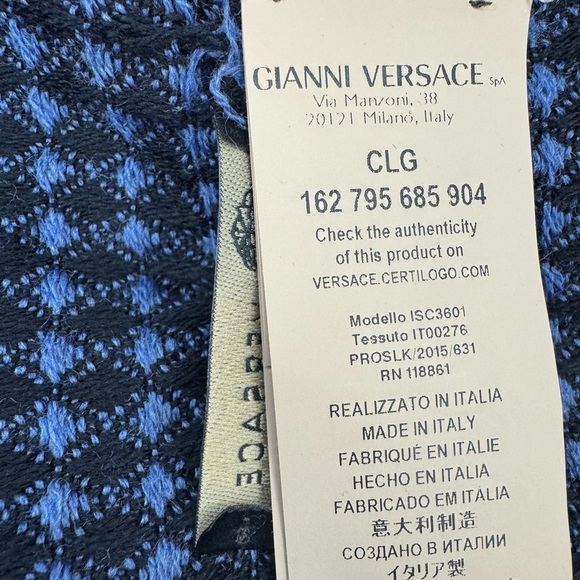 GIANNI VERSACE SpA
Via Manzoni, 38
20121 Milano, Italy
CLG
162 795 685 904
Check the authenticity
of this product on
VERSACE.CERTILOGO.COM
Modello ISC3601
Tessuto IT00276
PROSLK/2015/631
RN 118861
REALIZZATO IN ITALIA
MADE IN ITALY
FABRIQUÉ EN ITALIE
HECHO EN ITALIA
FABRICADO EM ITÁLIA
意大利制造
СОЗДАНО В ИТАЛИИ
イタリア製
VERSACE